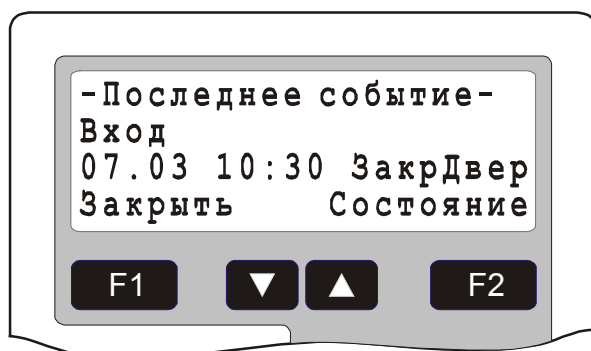 -Последнее событие-
Вход
07.03 10:30 ЗакрДвер
Закрыть Состояние
F1 ▼ ▲ F2